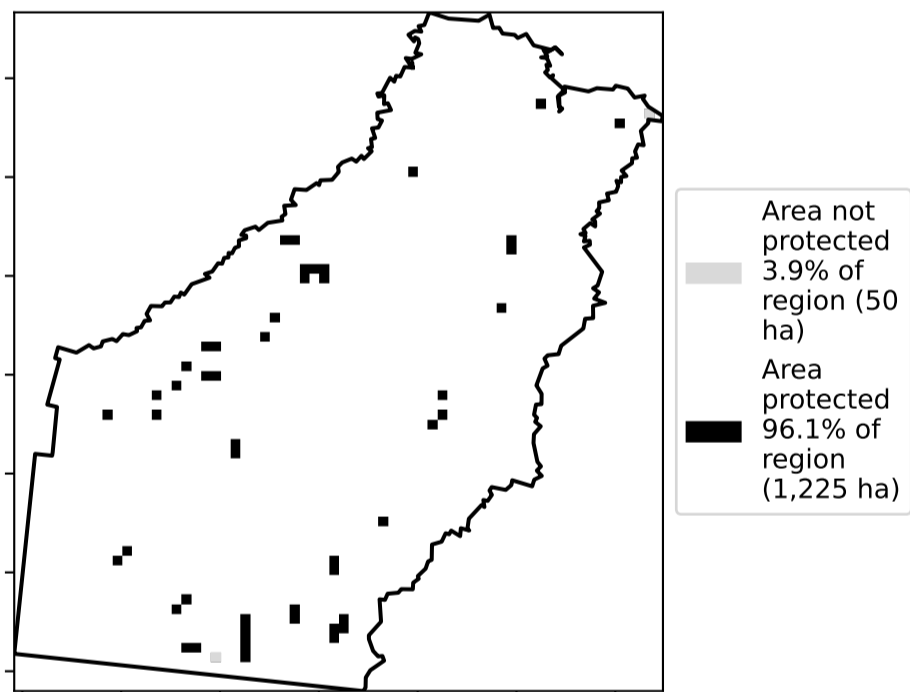 Area not
protected
3.9% of
region (50
ha)
Area
protected
96.1% of
region
(1,225 ha)